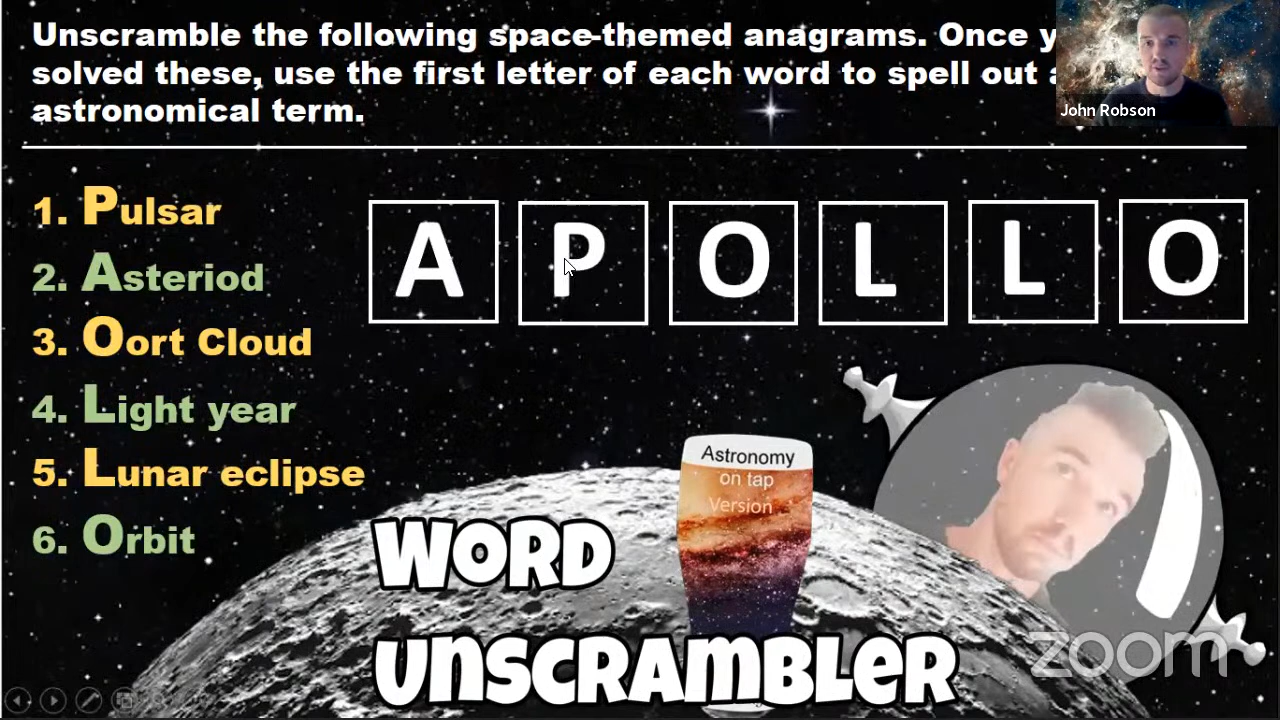 Unscramble the following space-themed anagrams. Once y
solved these, use the first letter of each word to spell out
astronomical term.
John Robson
1. Pulsar
2. Asteriod
3. Oort Cloud
4. Light year
5. Lunar eclipse
6. Orbit
A P O L L O
Astronomy
on tap
Version
WORD
UNSCRAMBLER
zoom